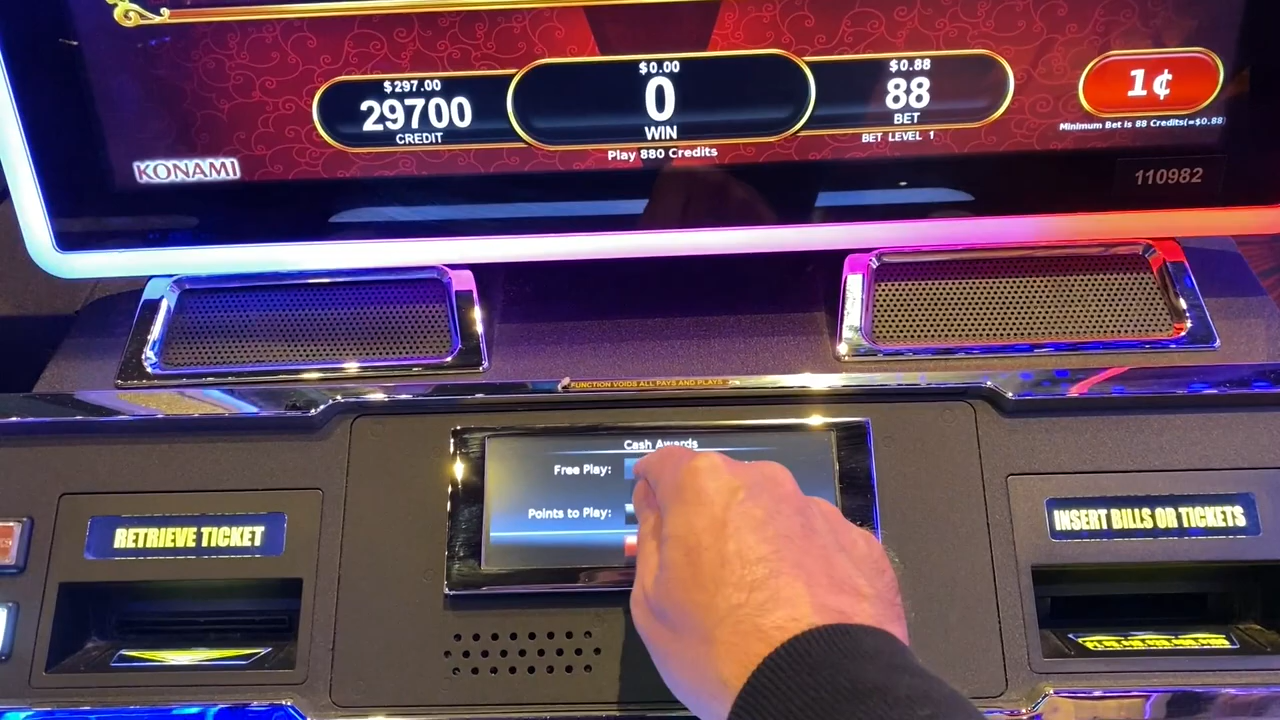 $297.00
29700
CREDIT
$0.00
0
WIN
Play 880 Credits
$0.88
88
BET
BET LEVEL 1
1¢
Minimum Bet is 88 Credits(=$0.88)
KONAMI
110982
FUNCTION VOIDS ALL PAYS AND PLAYS
Cash Awards
Free Play:
Points to Play:
RETRIEVE TICKET
INSERT BILLS OR TICKETS